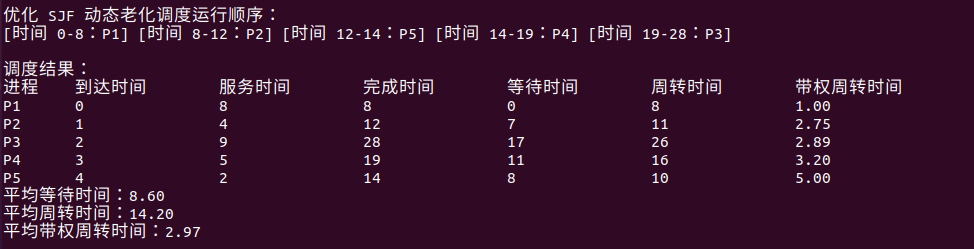 优化 SJF 动态老化调度运行顺序：
[时间 0-8：P1] [时间 8-12：P2] [时间 12-14：P5] [时间 14-19：P4] [时间 19-28：P3]
调度结果：
进程 到达时间 服务时间 完成时间 等待时间 周转时间 带权周转时间
P1 0 8 8 0 8 1.00
P2 1 4 12 7 11 2.75
P3 2 9 28 17 26 2.89
P4 3 5 19 11 16 3.20
P5 4 2 14 8 10 5.00
平均等待时间：8.60
平均周转时间：14.20
平均带权周转时间：2.97